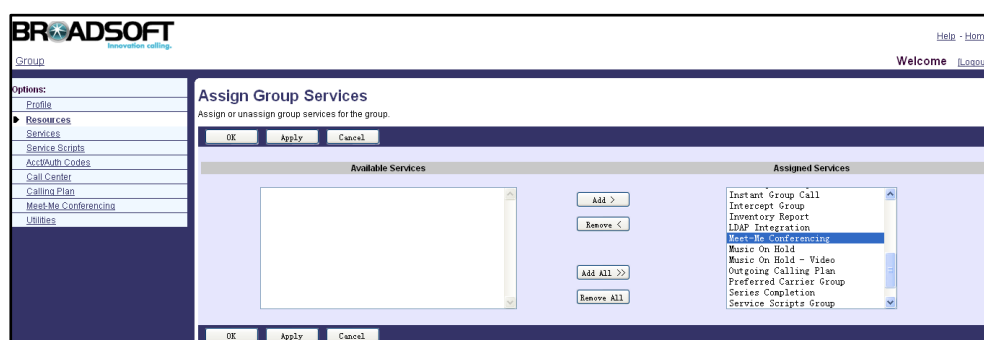 BROADSOFT
Innovation calling.
Help - Hom
Group
Welcome [Logou
Options:
Profile
Resources
Services
Service Scripts
Acct/Auth Codes
Call Center
Calling Plan
Meet-Me Conferencing
Utilities
Assign Group Services
Assign or unassign group services for the group.
OK Apply Cancel
Available Services
Assigned Services
Add >
Remove <
Add All >>
Remove All
Instant Group Call
Intercept Group
Inventory Report
LDAP Integration
Meet-Me Conferencing
Music On Hold
Music On Hold - Video
Outgoing Calling Plan
Preferred Carrier Group
Series Completion
Service Scripts Group
OK Apply Cancel